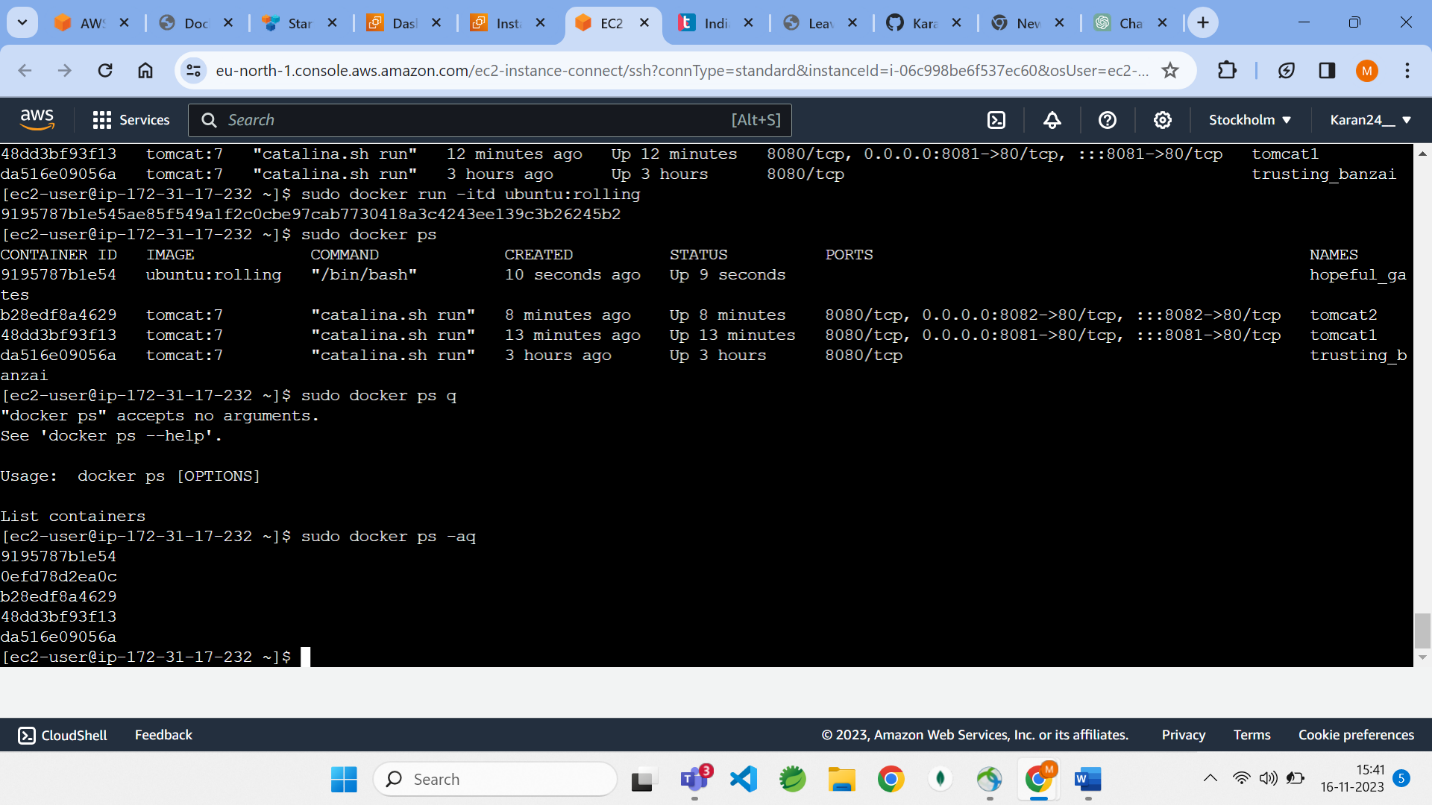 AWS
Doc
Star
Das
Inst
EC2
Indi
Leav
Kara
New
Cha
eu-north-1.console.aws.amazon.com/ec2-instance-connect/ssh?connType=standard&instanceId=i-06c998be6f537ec60&osUser=ec2-...
M
aws
Services
Search
[Alt+S]
Stockholm
Karan24__
48dd3bf93f13 tomcat:7 "catalina.sh run" 12 minutes ago Up 12 minutes 8080/tcp, 0.0.0.0:8081->80/tcp, :::8081->80/tcp tomcat1
da516e09056a tomcat:7 "catalina.sh run" 3 hours ago Up 3 hours 8080/tcp trusting_banzai
[ec2-user@ip-172-31-17-232 ~]$ sudo docker run -itd ubuntu:rolling
9195787b1e545ae85f549a1f2c0cbe97cab7730418a3c4243ee139c3b26245b2
[ec2-user@ip-172-31-17-232 ~]$ sudo docker ps
CONTAINER ID IMAGE COMMAND CREATED STATUS PORTS NAMES
9195787b1e54 ubuntu:rolling "/bin/bash" 10 seconds ago Up 9 seconds hopeful_ga
tes
b28edf8a4629 tomcat:7 "catalina.sh run" 8 minutes ago Up 8 minutes 8080/tcp, 0.0.0.0:8082->80/tcp, :::8082->80/tcp tomcat2
48dd3bf93f13 tomcat:7 "catalina.sh run" 13 minutes ago Up 13 minutes 8080/tcp, 0.0.0.0:8081->80/tcp, :::8081->80/tcp tomcat1
da516e09056a tomcat:7 "catalina.sh run" 3 hours ago Up 3 hours 8080/tcp trusting_b
anzai
[ec2-user@ip-172-31-17-232 ~]$ sudo docker ps q
"docker ps" accepts no arguments.
See 'docker ps --help'.
Usage:  docker ps [OPTIONS]
List containers
[ec2-user@ip-172-31-17-232 ~]$ sudo docker ps -aq
9195787b1e54
0efd78d2ea0c
b28edf8a4629
48dd3bf93f13
da516e09056a
[ec2-user@ip-172-31-17-232 ~]$
CloudShell
Feedback
© 2023, Amazon Web Services, Inc. or its affiliates.
Privacy
Terms
Cookie preferences
Search
3
M
15:41
16-11-2023
5